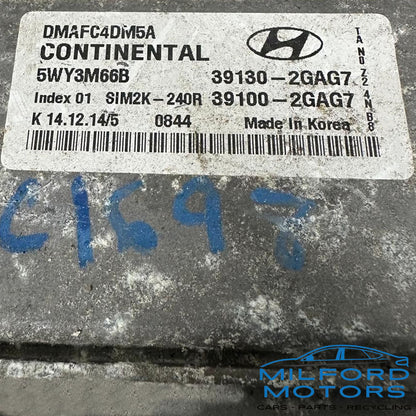 DMAFC4DM5A
CONTINENTAL
5WY3M66B 39130-2GAG7
Index 01 SIM2K-240R 39100-2GAG7
K 14.12.14/5 0844 Made In Korea
MILFORD
MOTORS
CARS - PARTS - RECYCLING